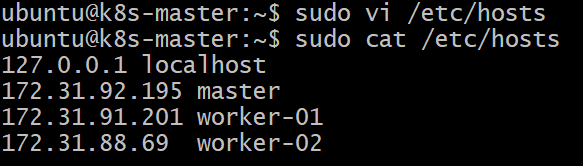 ubuntu@k8s-master:~$ sudo vi /etc/hosts
ubuntu@k8s-master:~$ sudo cat /etc/hosts
127.0.0.1 localhost
172.31.92.195 master
172.31.91.201 worker-01
172.31.88.69  worker-02